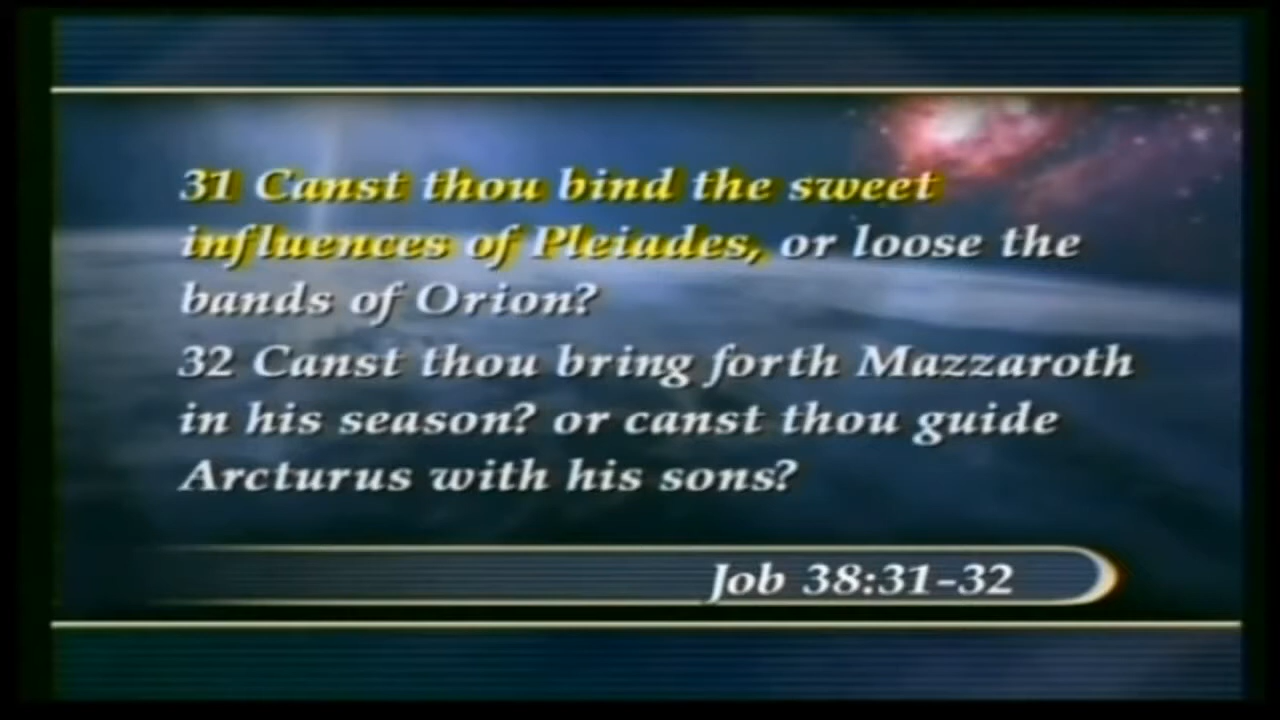 31 Canst thou bind the sweet
influences of Pleiades, or loose the
bands of Orion?
32 Canst thou bring forth Mazzaroth
in his season? or canst thou guide
Arcturus with his sons?
Job 38:31-32